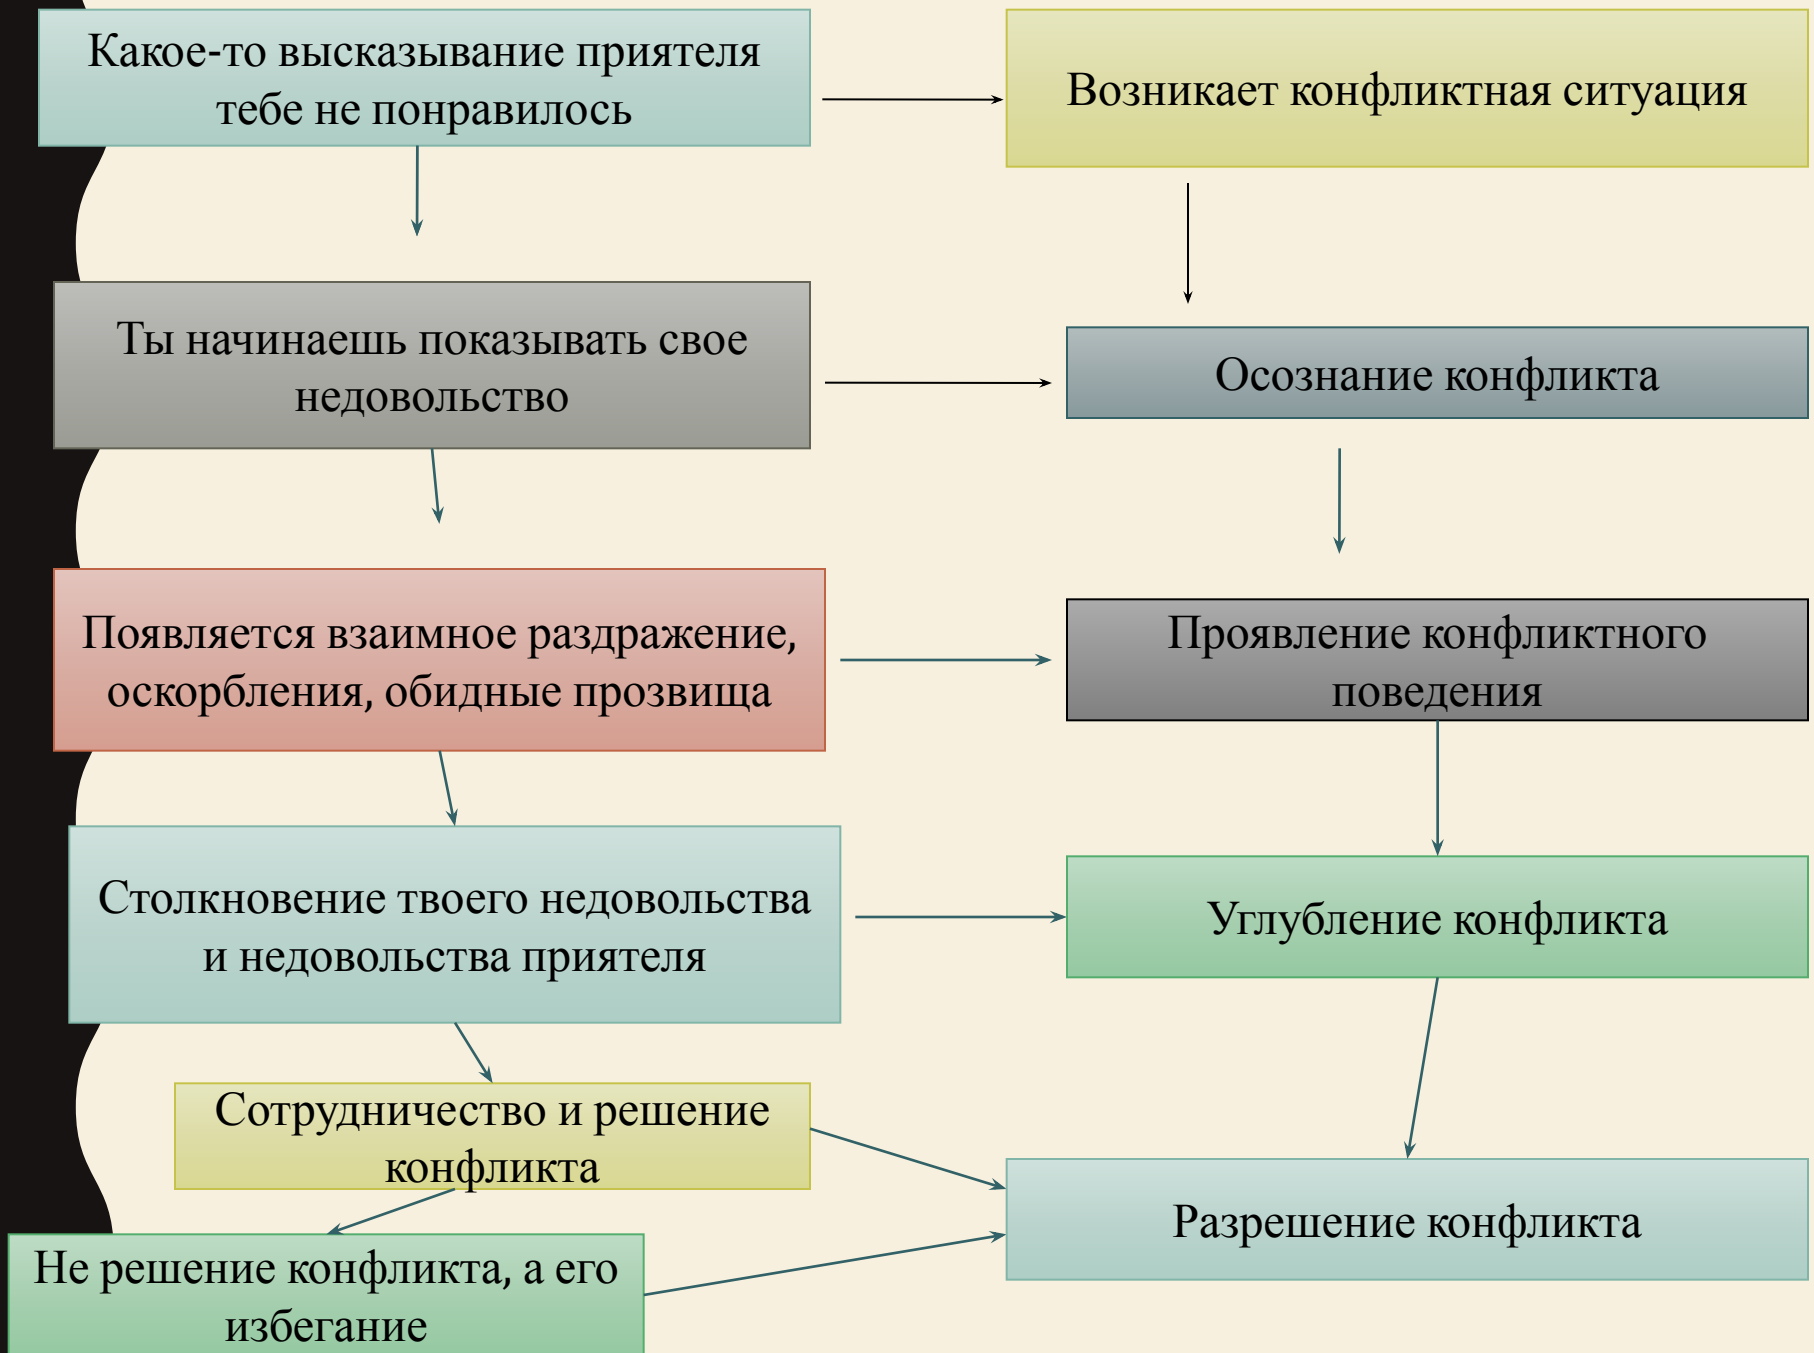 Какое-то высказывание приятеля
тебе не понравилось
Возникает конфликтная ситуация
Ты начинаешь показывать свое
недовольство
Осознание конфликта
Появляется взаимное раздражение,
оскорбления, обидные прозвища
Проявление конфликтного
поведения
Столкновение твоего недовольства
и недовольства приятеля
Углубление конфликта
Сотрудничество и решение
конфликта
Разрешение конфликта
Не решение конфликта, а его
избегание